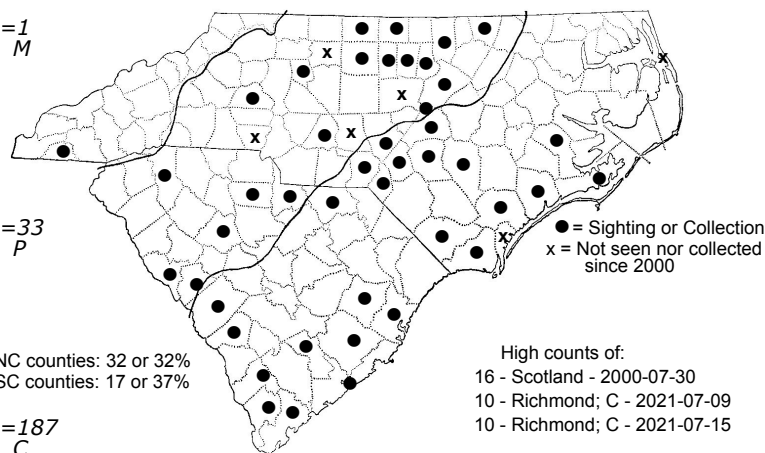 =1
M
=33
P
● = Sighting or Collection
x = Not seen nor collected
since 2000
NC counties: 32 or 32%
SC counties: 17 or 37%
High counts of:
16 - Scotland - 2000-07-30
10 - Richmond; C - 2021-07-09
10 - Richmond; C - 2021-07-15
=187
C
x
x
x
x
x
x